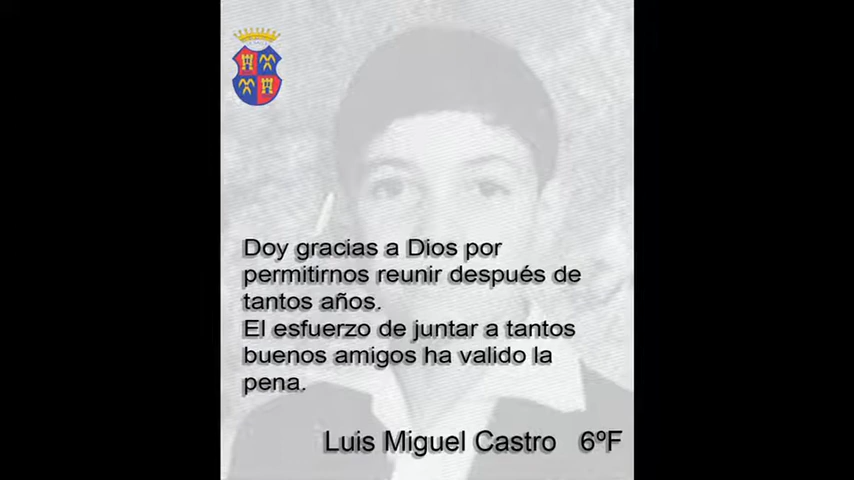 Doy gracias a Dios por
permitirnos reunir después de
tantos años.
El esfuerzo de juntar a tantos
buenos amigos ha valido la
pena.
Luis Miguel Castro 6ºF